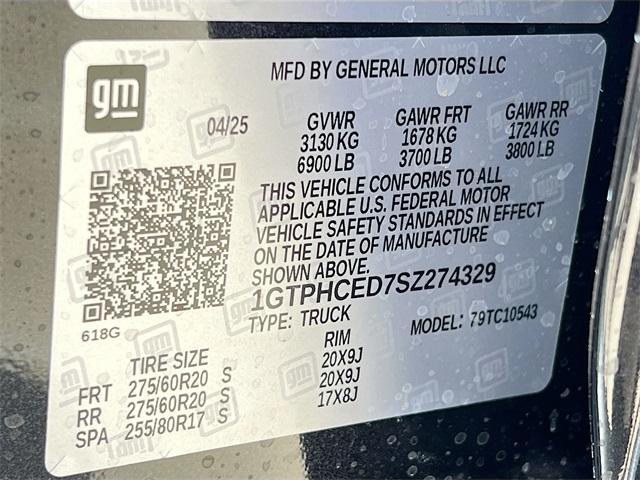 gm
MFD BY GENERAL MOTORS LLC
04/25
GVWR GAWR FRT GAWR RR
3130 KG 1678 KG 1724 KG
6900 LB 3700 LB 3800 LB
THIS VEHICLE CONFORMS TO ALL
APPLICABLE U.S. FEDERAL MOTOR
VEHICLE SAFETY STANDARDS IN EFFECT
ON THE DATE OF MANUFACTURE
SHOWN ABOVE.
1GTPHCED7SZ274329
TYPE: TRUCK MODEL: 79TC10543
618G
TIRE SIZE RIM
FRT 275/60R20 S 20X9J
RR 275/60R20 S 20X9J
SPA 255/80R17 S 17X8J